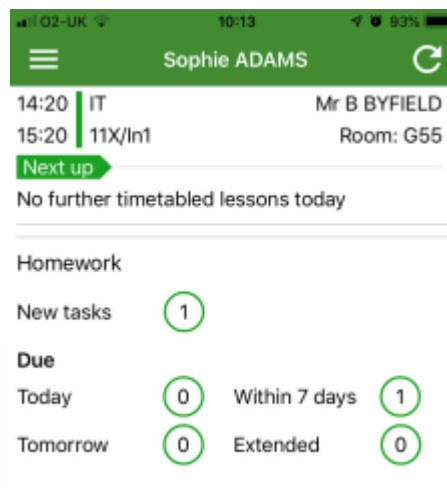 O2-UK 10:13 93%
Sophie ADAMS
14:20 IT Mr B BYFIELD
15:20 11X/In1 Room: G55
Next up
No further timetabled lessons today
Homework
New tasks 1
Due
Today 0 Within 7 days 1
Tomorrow 0 Extended 0